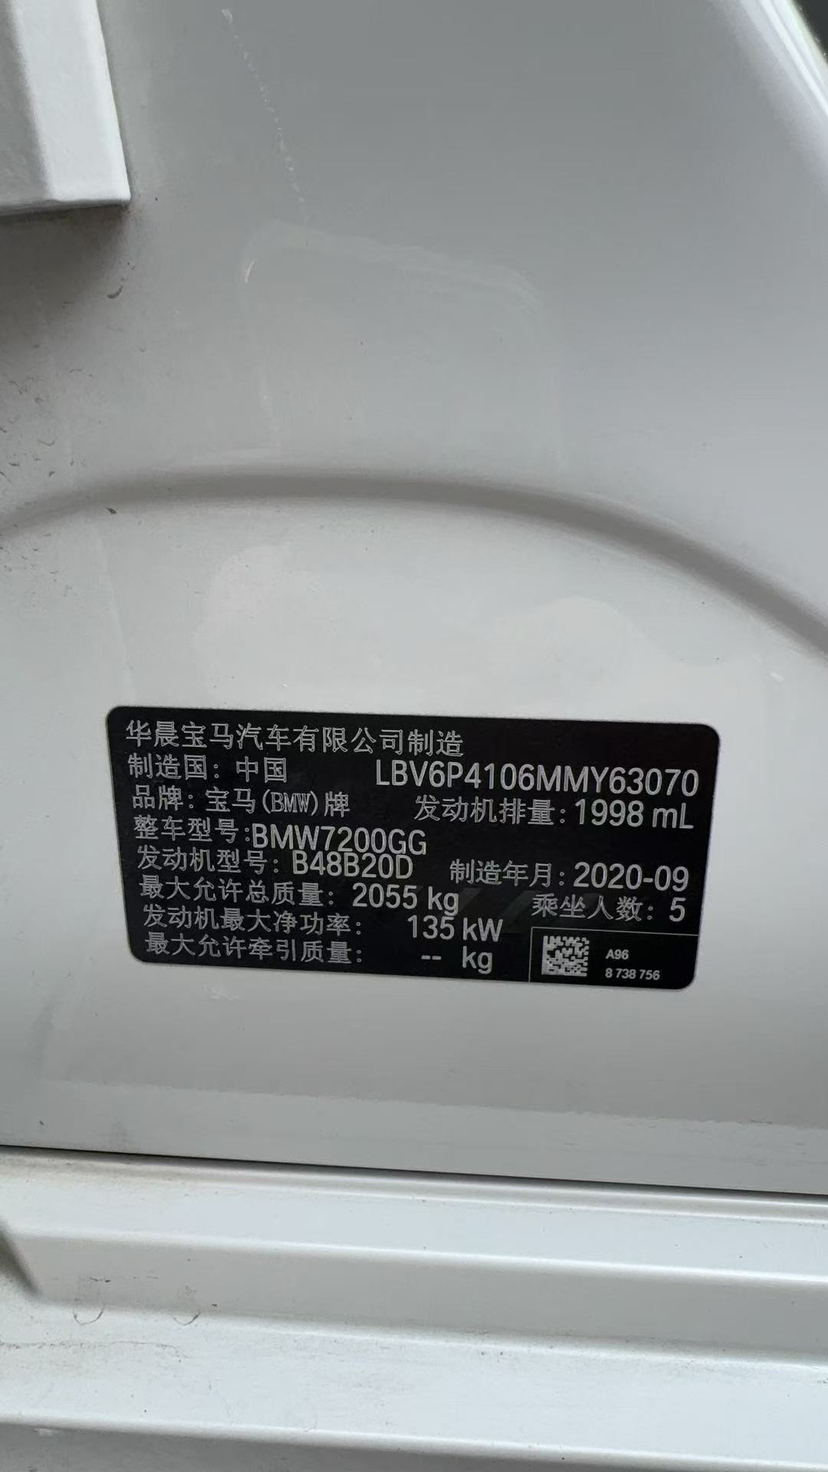 华晨宝马汽车有限公司制造
制造国：中国 LBV6P4106MMY63070
品牌：宝马(BMW)牌 发动机排量：1998 mL
整车型号：BMW7200GG
发动机型号：B48B20D 制造年月：2020-09
最大允许总质量：2055 kg 乘坐人数：5
发动机最大净功率：135 kW
最大允许牵引质量：-- kg
A96
8 738 756